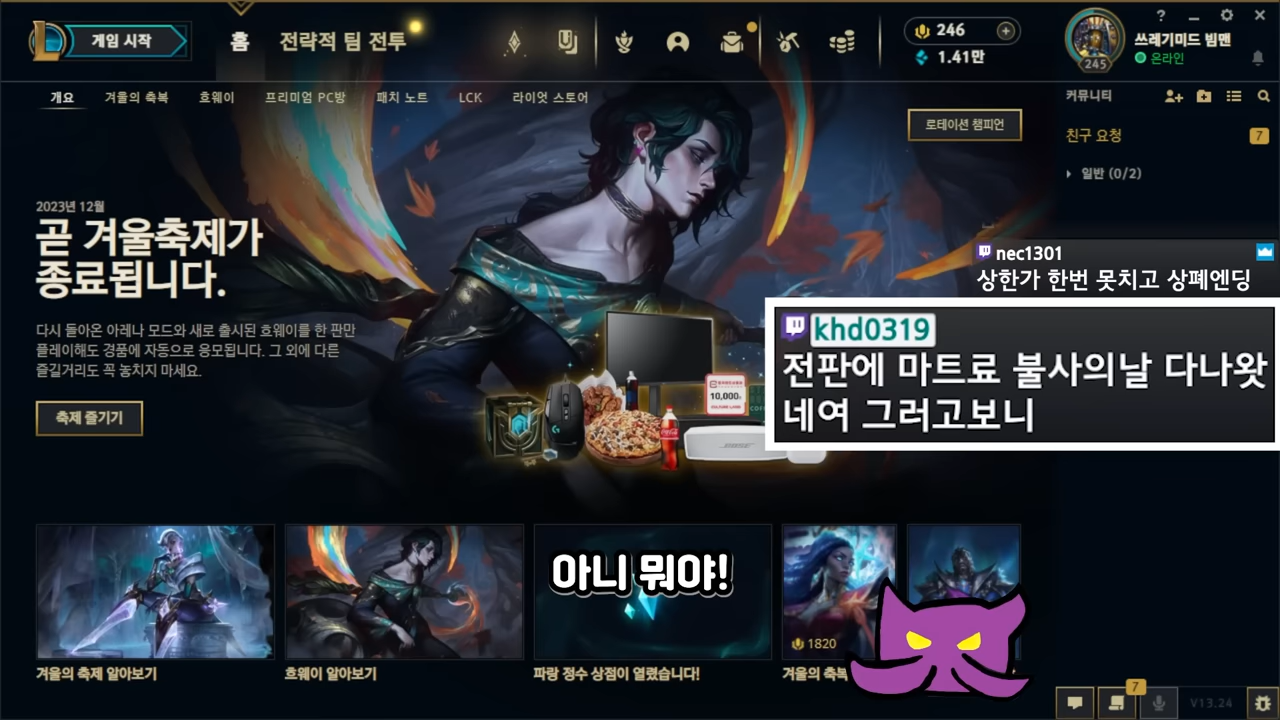 게임 시작
홈
전략적 팀 전투
246
1.41만
245
쓰레기미드 빔맨
온라인
개요
겨울의 축복
흐웨이
프리미엄 PC방
패치 노트
LCK
라이엇 스토어
커뮤니티
로테이션 챔피언
친구 요청
7
일반 (0/2)
2023년 12월
곧 겨울축제가
종료됩니다.
다시 돌아온 아레나 모드와 새로 출시된 흐웨이를 한 판만
플레이해도 경품에 자동으로 응모됩니다. 그 외에 다른
즐길거리도 꼭 놓치지 마세요.
축제 즐기기
nec1301
상한가 한번 못치고 상폐엔딩
khd0319
전판에 마트료 불사의날 다나왓
네여 그러고보니
10,000
아니 뭐야!
1820
겨울의 축제 알아보기
흐웨이 알아보기
파랑 정수 상점이 열렸습니다!
겨울의 축복
7
V13.24